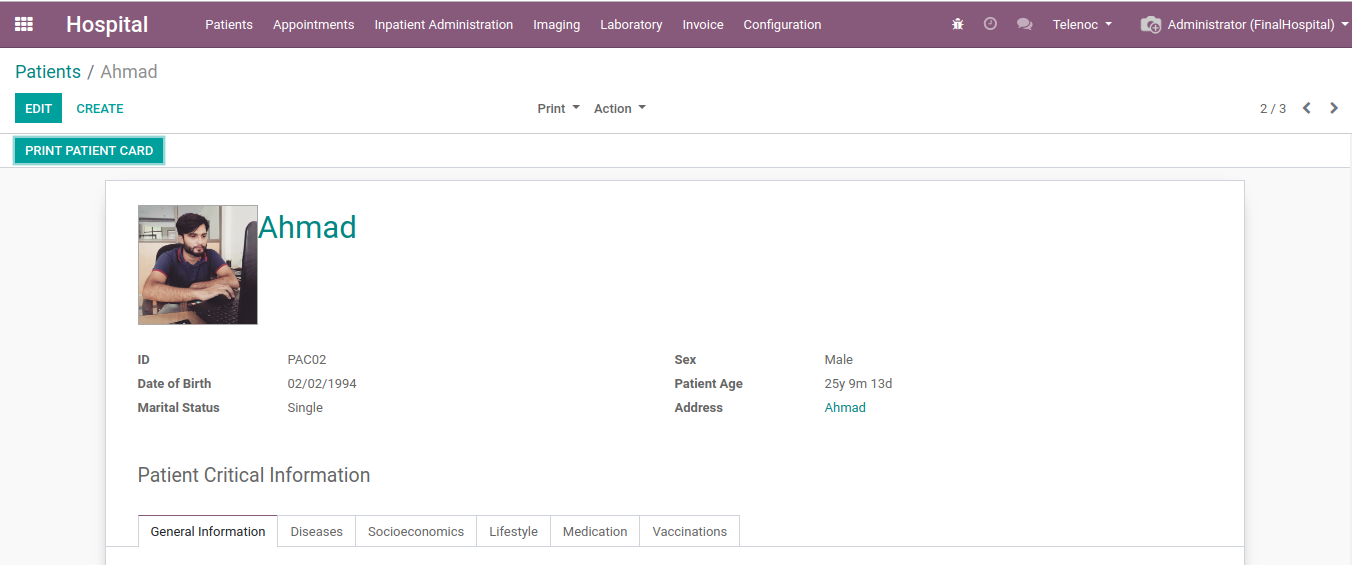 Hospital Patients Appointments Inpatient Administration Imaging Laboratory Invoice Configuration Telenoc Administrator (FinalHospital)
Patients / Ahmad
EDIT CREATE Print Action 2 / 3
PRINT PATIENT CARD
Ahmad
ID PAC02 Sex Male
Date of Birth 02/02/1994 Patient Age 25y 9m 13d
Marital Status Single Address Ahmad
Patient Critical Information
General Information Diseases Socioeconomics Lifestyle Medication Vaccinations